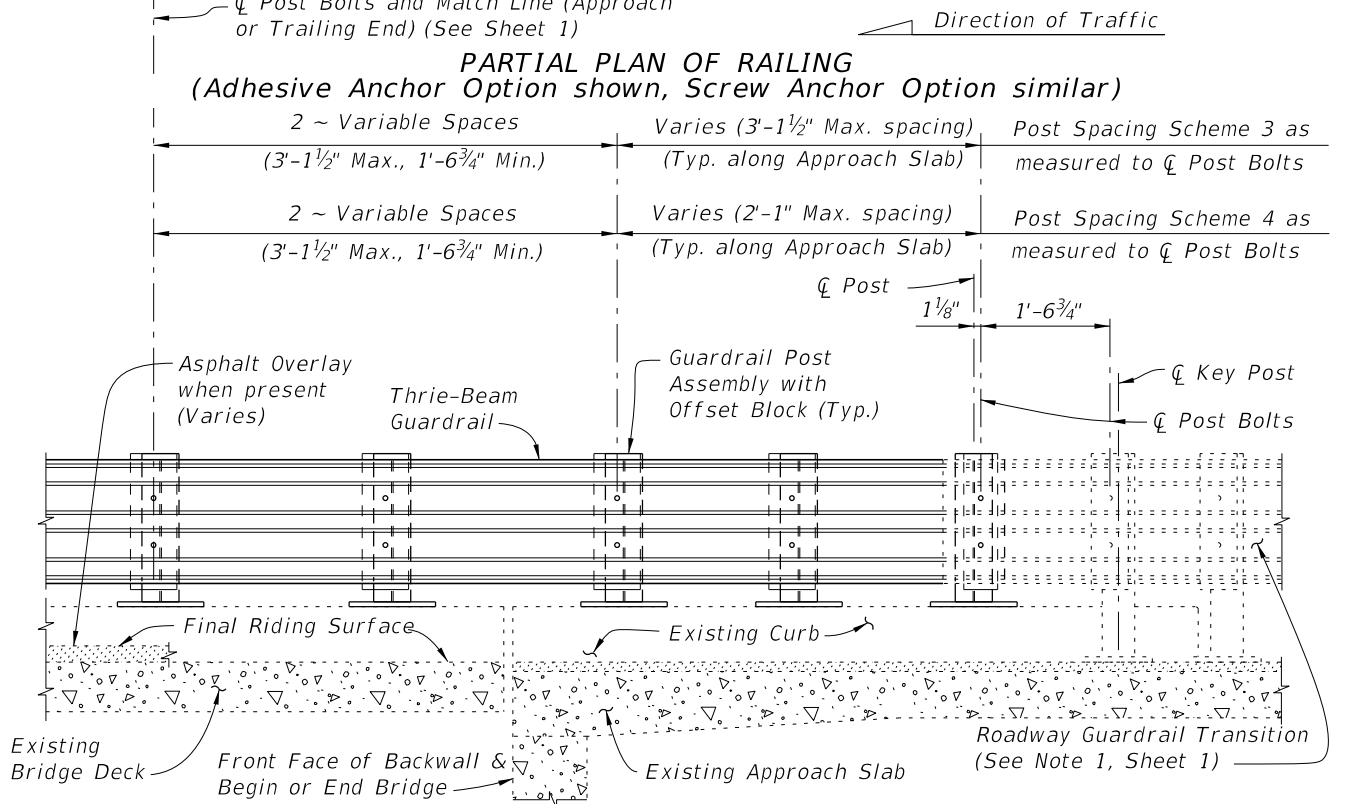 ℄ Post Bolts and Match Line (Approach
or Trailing End) (See Sheet 1)
Direction of Traffic
PARTIAL PLAN OF RAILING
(Adhesive Anchor Option shown, Screw Anchor Option similar)
2 ~ Variable Spaces
(3'-1½" Max., 1'-6¾" Min.)
Varies (3'-1½" Max. spacing)
(Typ. along Approach Slab)
Post Spacing Scheme 3 as
measured to ℄ Post Bolts
2 ~ Variable Spaces
(3'-1½" Max., 1'-6¾" Min.)
Varies (2'-1" Max. spacing)
(Typ. along Approach Slab)
Post Spacing Scheme 4 as
measured to ℄ Post Bolts
℄ Post
1⅛"
1'-6¾"
Asphalt Overlay
when present
(Varies)
Thrie-Beam
Guardrail
Guardrail Post
Assembly with
Offset Block (Typ.)
℄ Key Post
℄ Post Bolts
Final Riding Surface
Existing Curb
Existing
Bridge Deck
Front Face of Backwall &
Begin or End Bridge
Existing Approach Slab
Roadway Guardrail Transition
(See Note 1, Sheet 1)